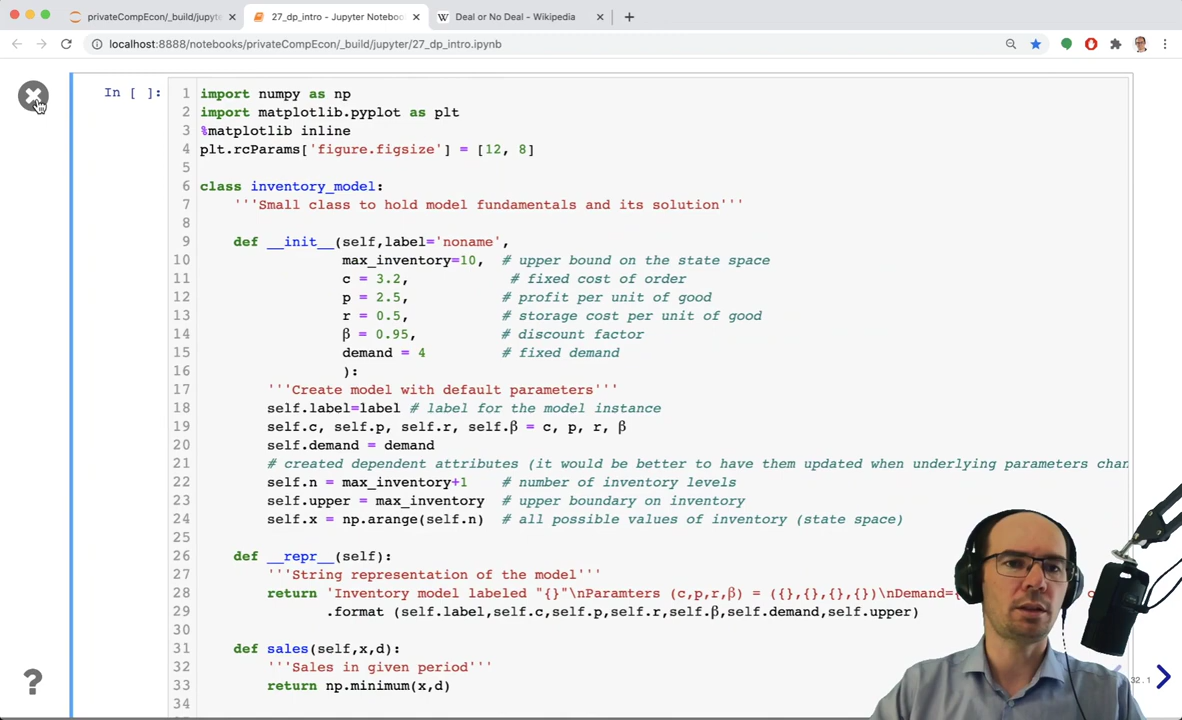 privateCompEcon/_build/jupyte
27_dp_intro - Jupyter Noteboo
Deal or No Deal - Wikipedia
localhost:8888/notebooks/privateCompEcon/_build/jupyter/27_dp_intro.ipynb
In [ ]:
1 import numpy as np
2 import matplotlib.pyplot as plt
3 %matplotlib inline
4 plt.rcParams['figure.figsize'] = [12, 8]
5
6 class inventory_model:
7 '''Small class to hold model fundamentals and its solution'''
8
9 def __init__(self,label='noname',
10 max_inventory=10, # upper bound on the state space
11 c = 3.2, # fixed cost of order
12 p = 2.5, # profit per unit of good
13 r = 0.5, # storage cost per unit of good
14 β = 0.95, # discount factor
15 demand = 4 # fixed demand
16 ):
17 '''Create model with default parameters'''
18 self.label=label # label for the model instance
19 self.c, self.p, self.r, self.β = c, p, r, β
20 self.demand = demand
21 # created dependent attributes (it would be better to have them updated when underlying parameters chan
22 self.n = max_inventory+1 # number of inventory levels
23 self.upper = max_inventory # upper boundary on inventory
24 self.x = np.arange(self.n) # all possible values of inventory (state space)
25
26 def __repr__(self):
27 '''String representation of the model'''
28 return 'Inventory model labeled "{}"\nParamters (c,p,r,β) = ({},{},{},{})\nDemand={
29 .format (self.label,self.c,self.p,self.r,self.β,self.demand,self.upper)
30
31 def sales(self,x,d):
32 '''Sales in given period'''
33 return np.minimum(x,d)
34
?
32.1